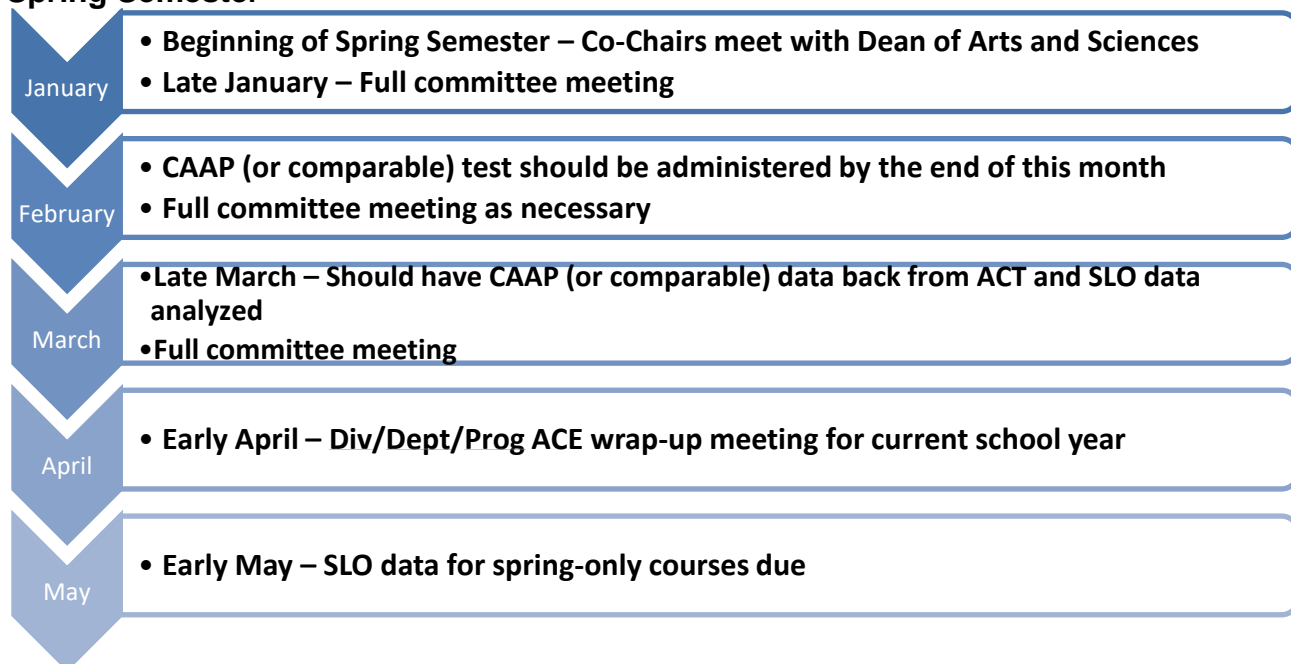 Spring Semester
January
• Beginning of Spring Semester – Co-Chairs meet with Dean of Arts and Sciences
• Late January – Full committee meeting
February
• CAAP (or comparable) test should be administered by the end of this month
• Full committee meeting as necessary
March
•Late March – Should have CAAP (or comparable) data back from ACT and SLO data
analyzed
•Full committee meeting
April
• Early April – Div/Dept/Prog ACE wrap-up meeting for current school year
May
• Early May – SLO data for spring-only courses due